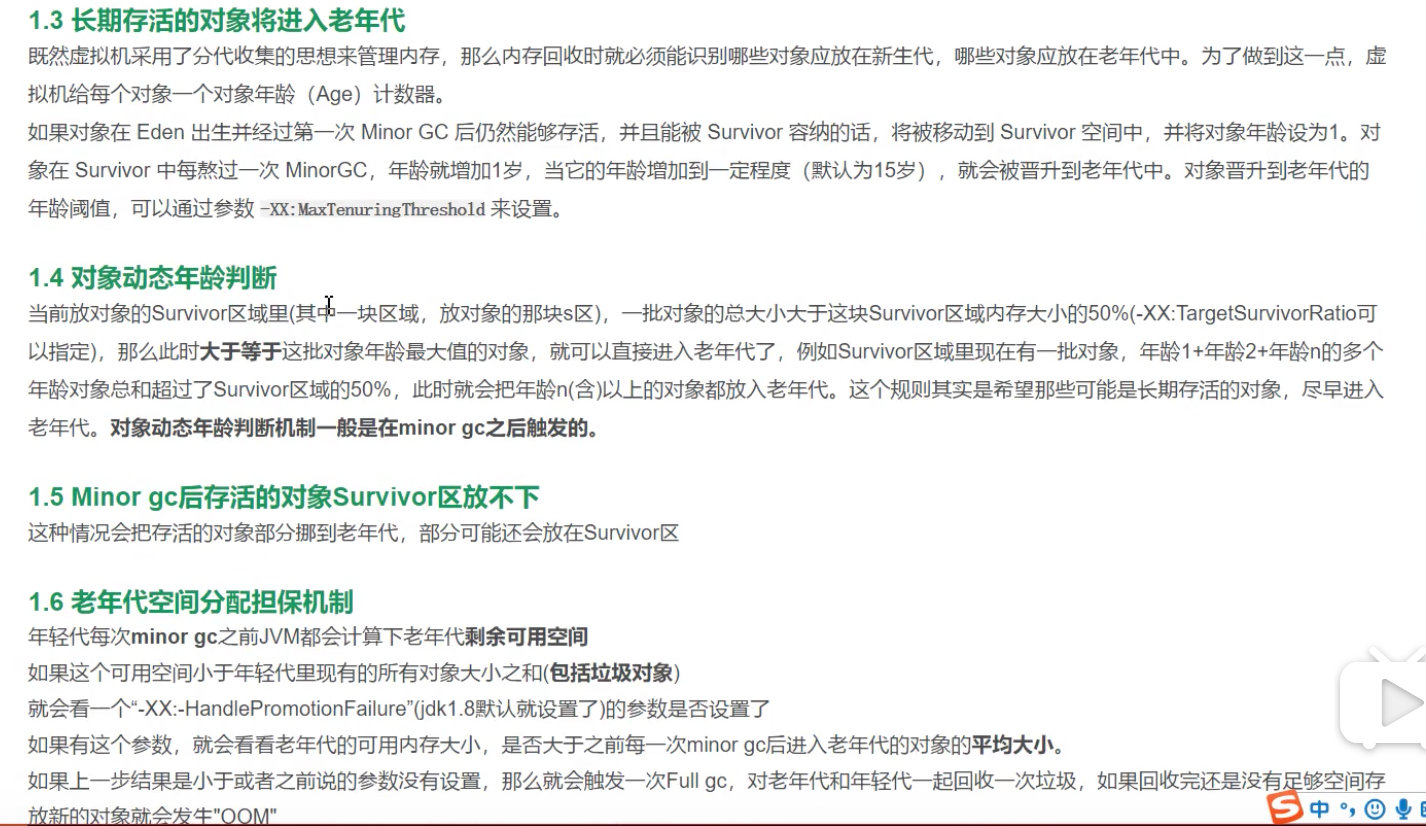 1.3 长期存活的对象将进入老年代
既然虚拟机采用了分代收集的思想来管理内存，那么内存回收时就必须能识别哪些对象应放在新生代，哪些对象应放在老年代中。为了做到这一点，虚
拟机给每个对象一个对象年龄（Age）计数器。
如果对象在 Eden 出生并经过第一次 Minor GC 后仍然能够存活，并且能被 Survivor 容纳的话，将被移动到 Survivor 空间中，并将对象年龄设为1。对
象在 Survivor 中每熬过一次 MinorGC，年龄就增加1岁，当它的年龄增加到一定程度（默认为15岁），就会被晋升到老年代中。对象晋升到老年代的
年龄阈值，可以通过参数 -XX:MaxTenuringThreshold 来设置。
1.4 对象动态年龄判断
当前放对象的Survivor区域里(其中一块区域，放对象的那块s区)，一批对象的总大小大于这块Survivor区域内存大小的50%(-XX:TargetSurvivorRatio可
以指定)，那么此时大于等于这批对象年龄最大值的对象，就可以直接进入老年代了，例如Survivor区域里现在有一批对象，年龄1+年龄2+年龄n的多个
年龄对象总和超过了Survivor区域的50%，此时就会把年龄n(含)以上的对象都放入老年代。这个规则其实是希望那些可能是长期存活的对象，尽早进入
老年代。对象动态年龄判断机制一般是在minor gc之后触发的。
1.5 Minor gc后存活的对象Survivor区放不下
这种情况会把存活的对象部分挪到老年代，部分可能还会放在Survivor区
1.6 老年代空间分配担保机制
年轻代每次minor gc之前JVM都会计算下老年代剩余可用空间
如果这个可用空间小于年轻代里现有的所有对象大小之和(包括垃圾对象)
就会看一个“-XX:-HandlePromotionFailure”(jdk1.8默认就设置了)的参数是否设置了
如果有这个参数，就会看看老年代的可用内存大小，是否大于之前每一次minor gc后进入老年代的对象的平均大小。
如果上一步结果是小于或者之前说的参数没有设置，那么就会触发一次Full gc，对老年代和年轻代一起回收一次垃圾，如果回收完还是没有足够空间存
放新的对象就会发生"OOM"
中